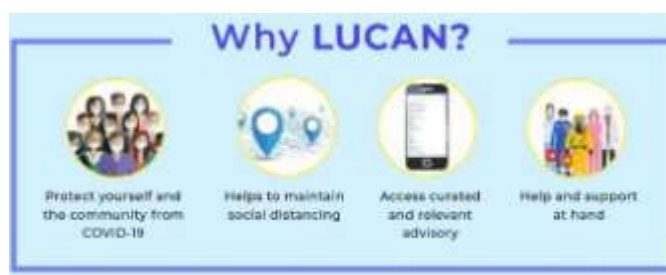 Why LUCAN?
Protect yourself and
the community from
COVID-19
Helps to maintain
social distancing
Access curated
and relevant
advisory
Help and support
at hand